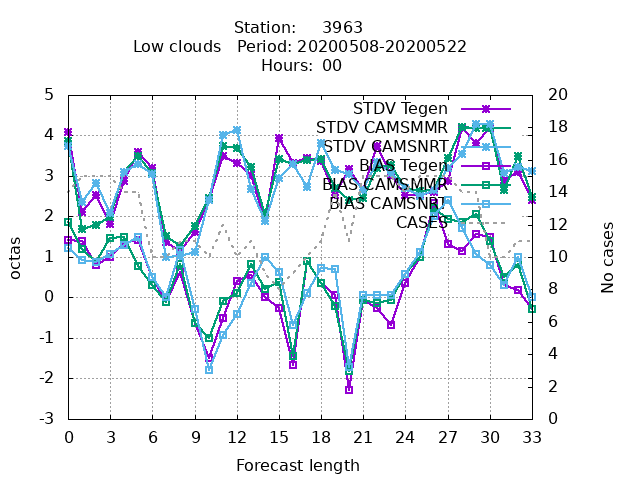 Station: 3963
Low clouds Period: 20200508-20200522
Hours: 00
STDV Tegen
STDV CAMSMMR
STDV CAMSNRT
BIAS Tegen
BIAS CAMSMMR
BIAS CAMSNRT
CASES
5
4
3
2
1
0
-1
-2
-3
octas
20
18
16
14
12
10
8
6
4
2
0
No cases
0 3 6 9 12 15 18 21 24 27 30 33
Forecast length